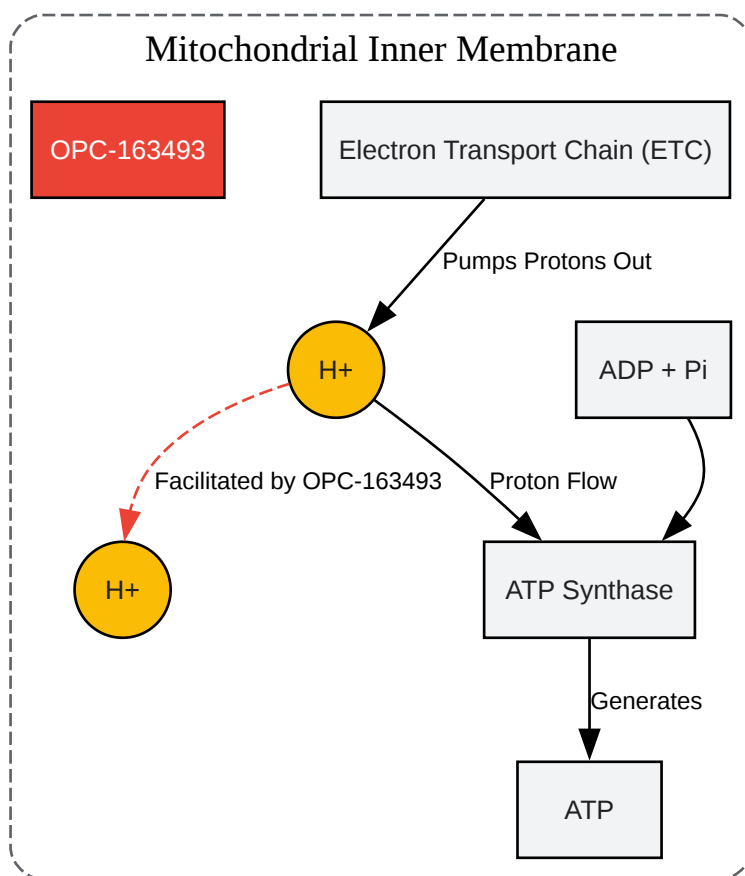 Mitochondrial Inner Membrane
OPC-163493
Electron Transport Chain (ETC)
Pumps Protons Out
H+
ADP + Pi
Facilitated by OPC-163493
Proton Flow
H+
ATP Synthase
Generates
ATP